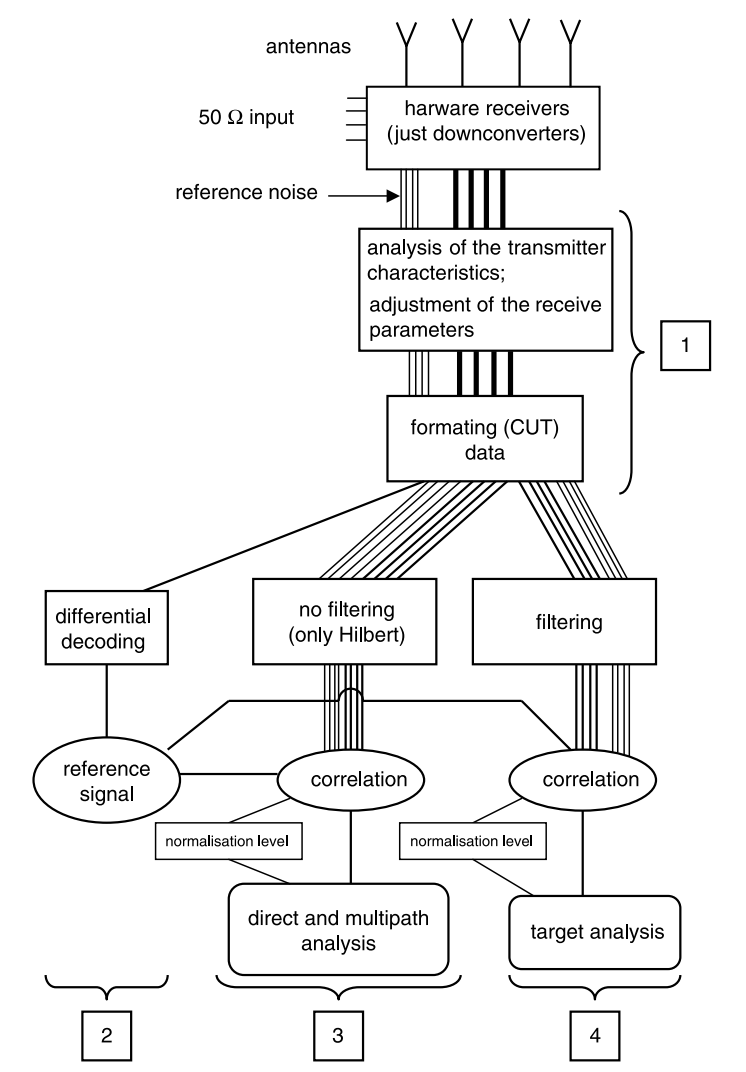 antennas
50 Ω input
harware receivers
(just downconverters)
reference noise
analysis of the transmitter
characteristics;
adjustment of the receive
parameters
1
formating (CUT)
data
differential
decoding
no filtering
(only Hilbert)
filtering
reference
signal
correlation
correlation
normalisation level
normalisation level
direct and multipath
analysis
target analysis
2
3
4